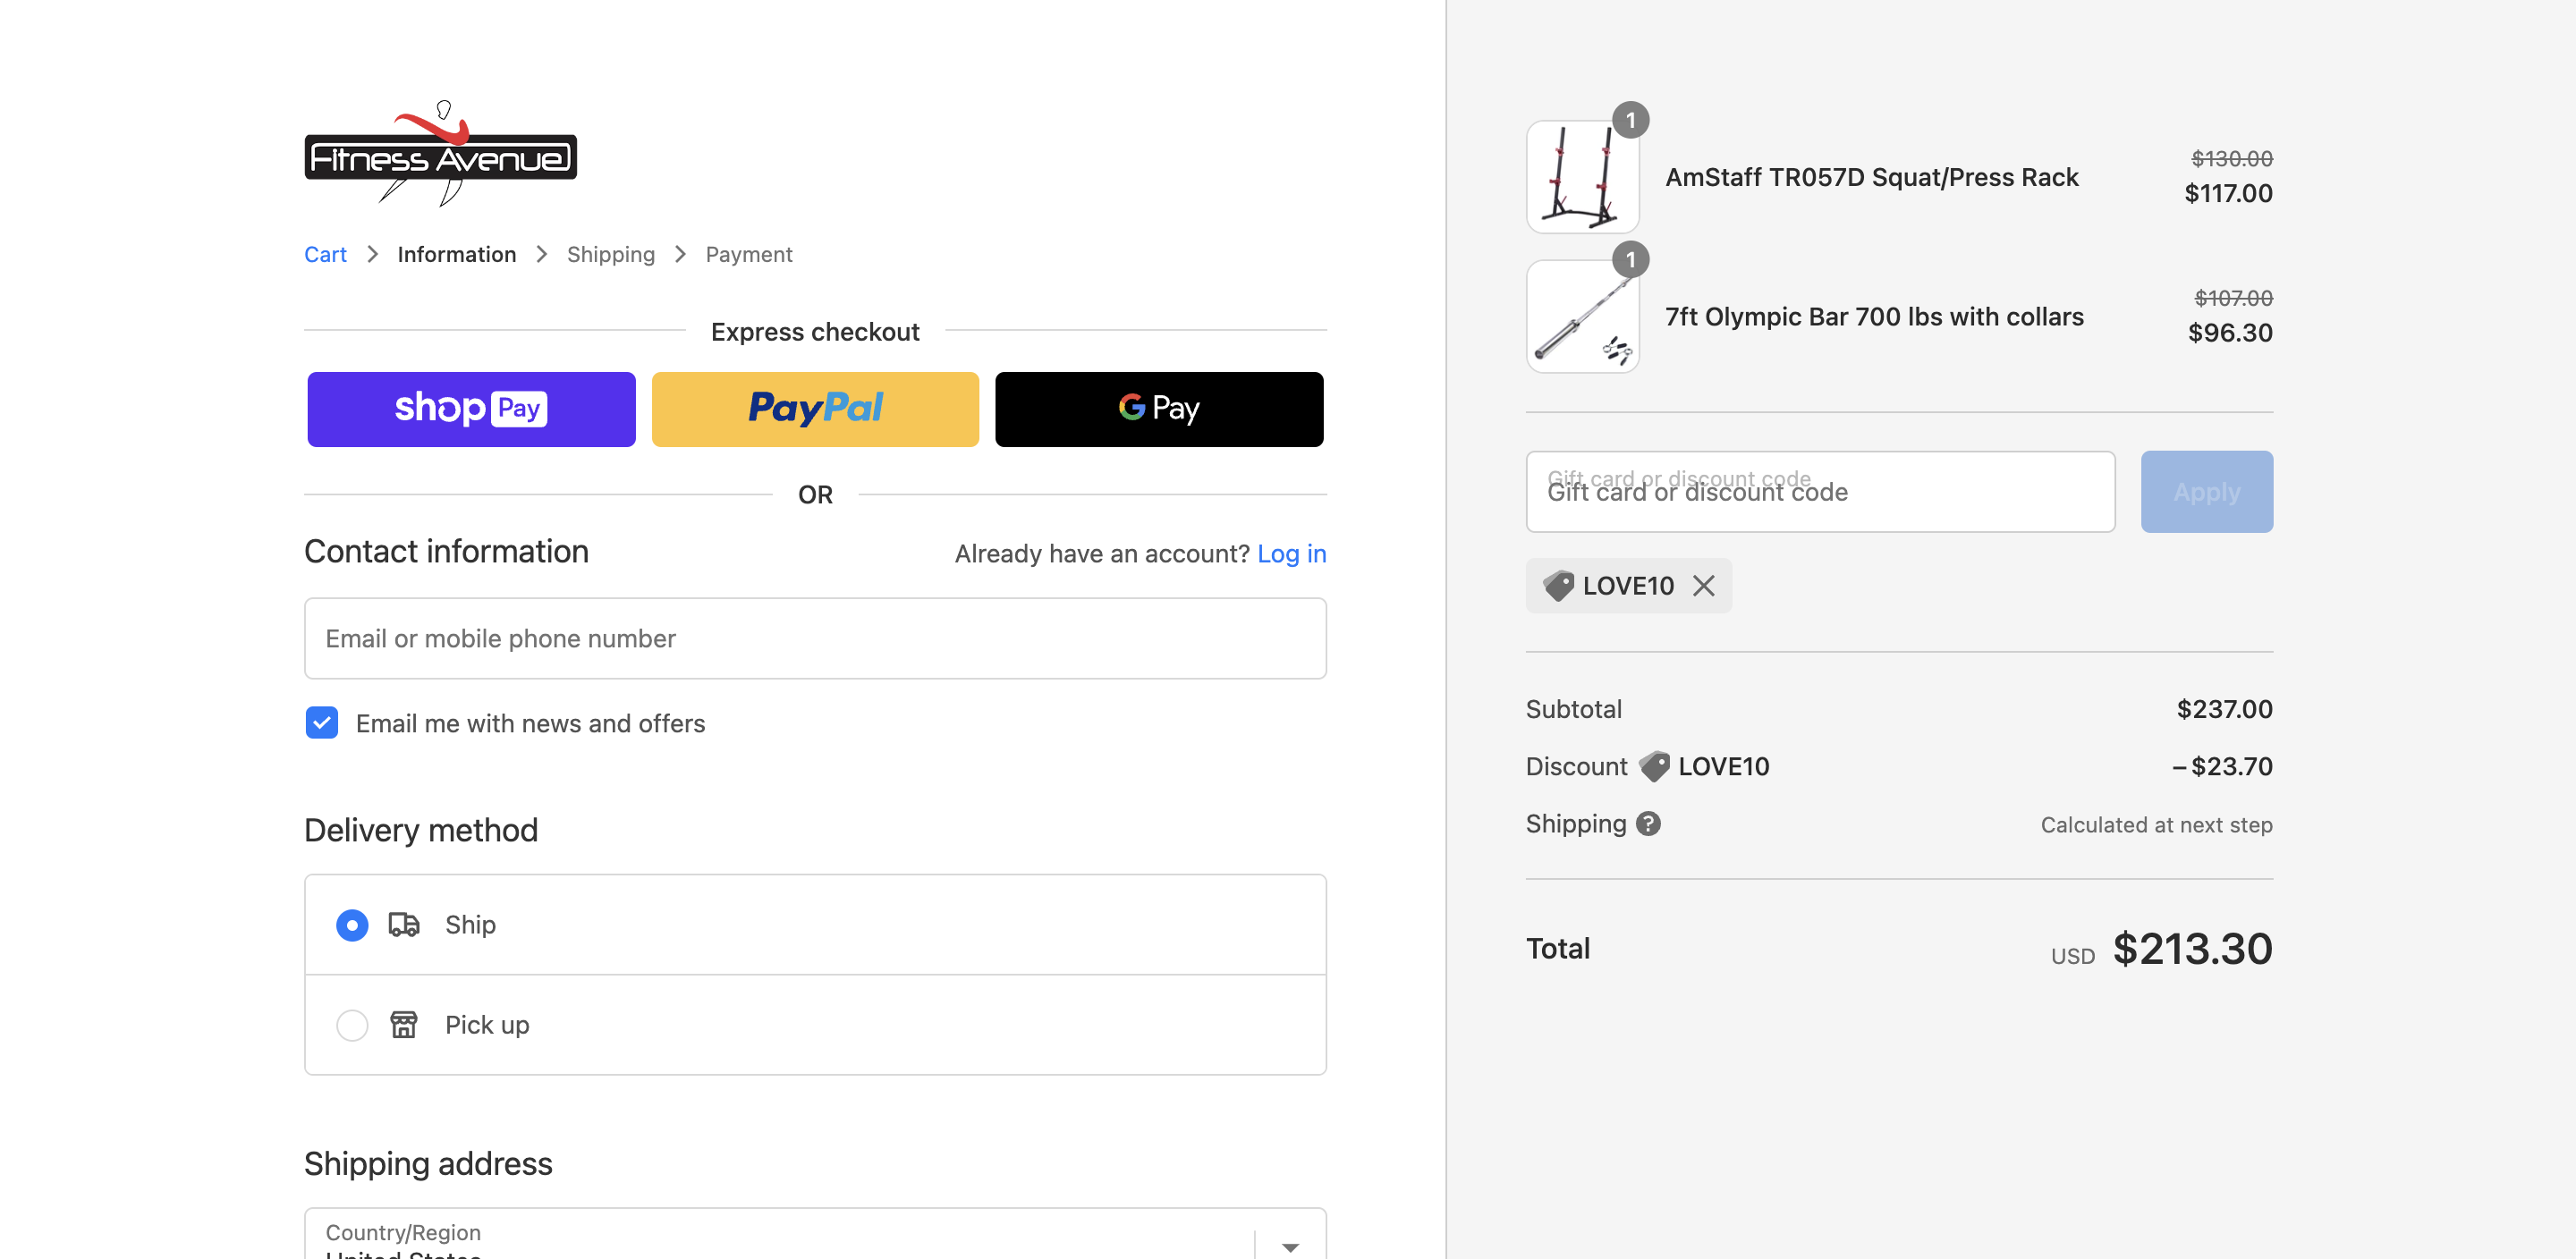 Fitness Avenue
Cart > Information > Shipping > Payment
Express checkout
shop Pay
PayPal
G Pay
OR
Contact information
Already have an account? Log in
Email or mobile phone number
Email me with news and offers
Delivery method
Ship
Pick up
Shipping address
Country/Region
United States
1
AmStaff TR057D Squat/Press Rack
$130.00
$117.00
1
7ft Olympic Bar 700 lbs with collars
$107.00
$96.30
Gift card or discount code
Gift card or discount code
Apply
LOVE10
Subtotal $237.00
Discount LOVE10 –$23.70
Shipping ? Calculated at next step
Total USD $213.30